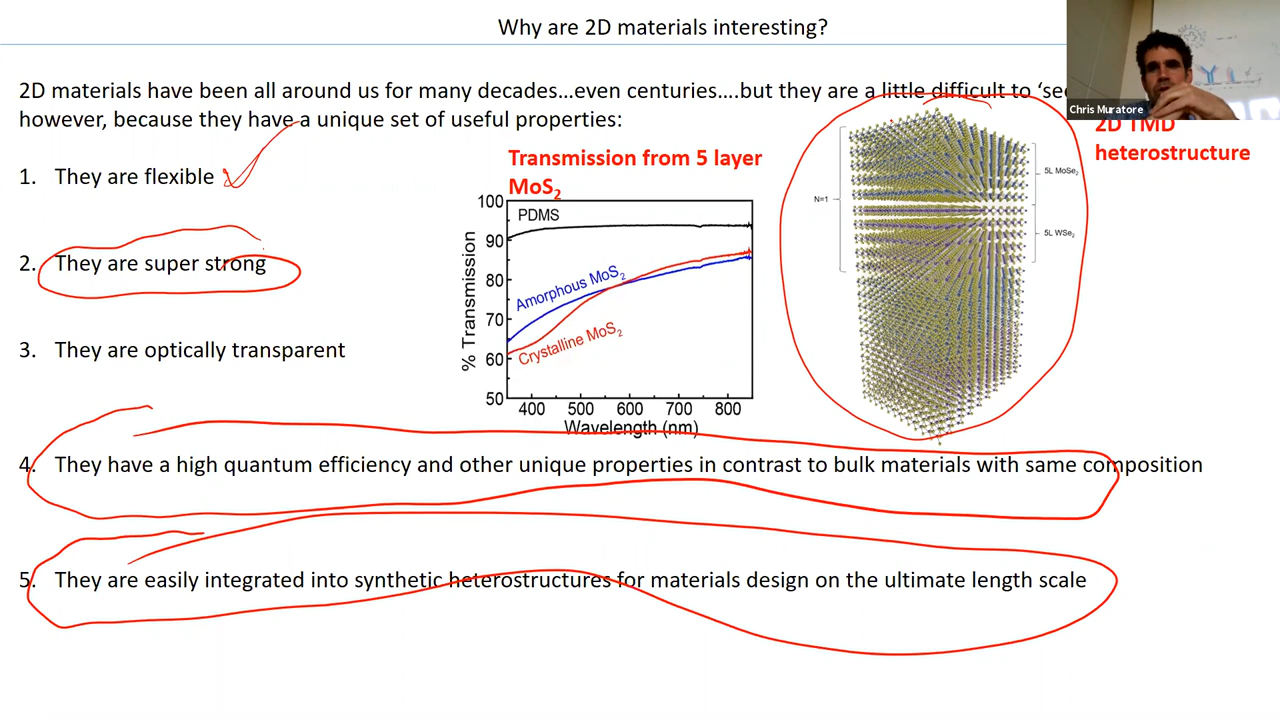 Why are 2D materials interesting?
Chris Muratore
2D materials have been all around us for many decades...even centuries....but they are a little difficult to ‘see
however, because they have a unique set of useful properties:
2D TMD
heterostructure
1. They are flexible
2. They are super strong
3. They are optically transparent
Transmission from 5 layer
MoS2
100
90
80
70
60
50
% Transmission
PDMS
Amorphous MoS2
Crystalline MoS2
400 500 600 700 800
Wavelength (nm)
N=1
5L MoSe2
5L WSe2
4. They have a high quantum efficiency and other unique properties in contrast to bulk materials with same composition
5. They are easily integrated into synthetic heterostructures for materials design on the ultimate length scale